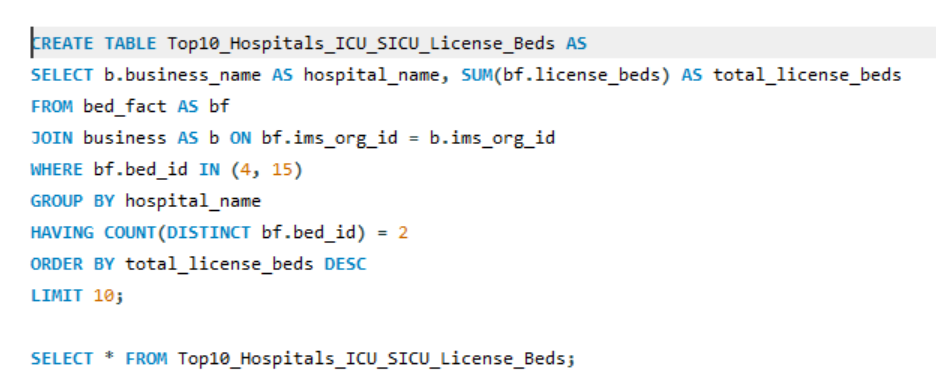 CREATE TABLE Top10_Hospitals_ICU_SICU_License_Beds AS
SELECT b.business_name AS hospital_name, SUM(bf.license_beds) AS total_license_beds
FROM bed_fact AS bf
JOIN business AS b ON bf.ims_org_id = b.ims_org_id
WHERE bf.bed_id IN (4, 15)
GROUP BY hospital_name
HAVING COUNT(DISTINCT bf.bed_id) = 2
ORDER BY total_license_beds DESC
LIMIT 10;
SELECT * FROM Top10_Hospitals_ICU_SICU_License_Beds;